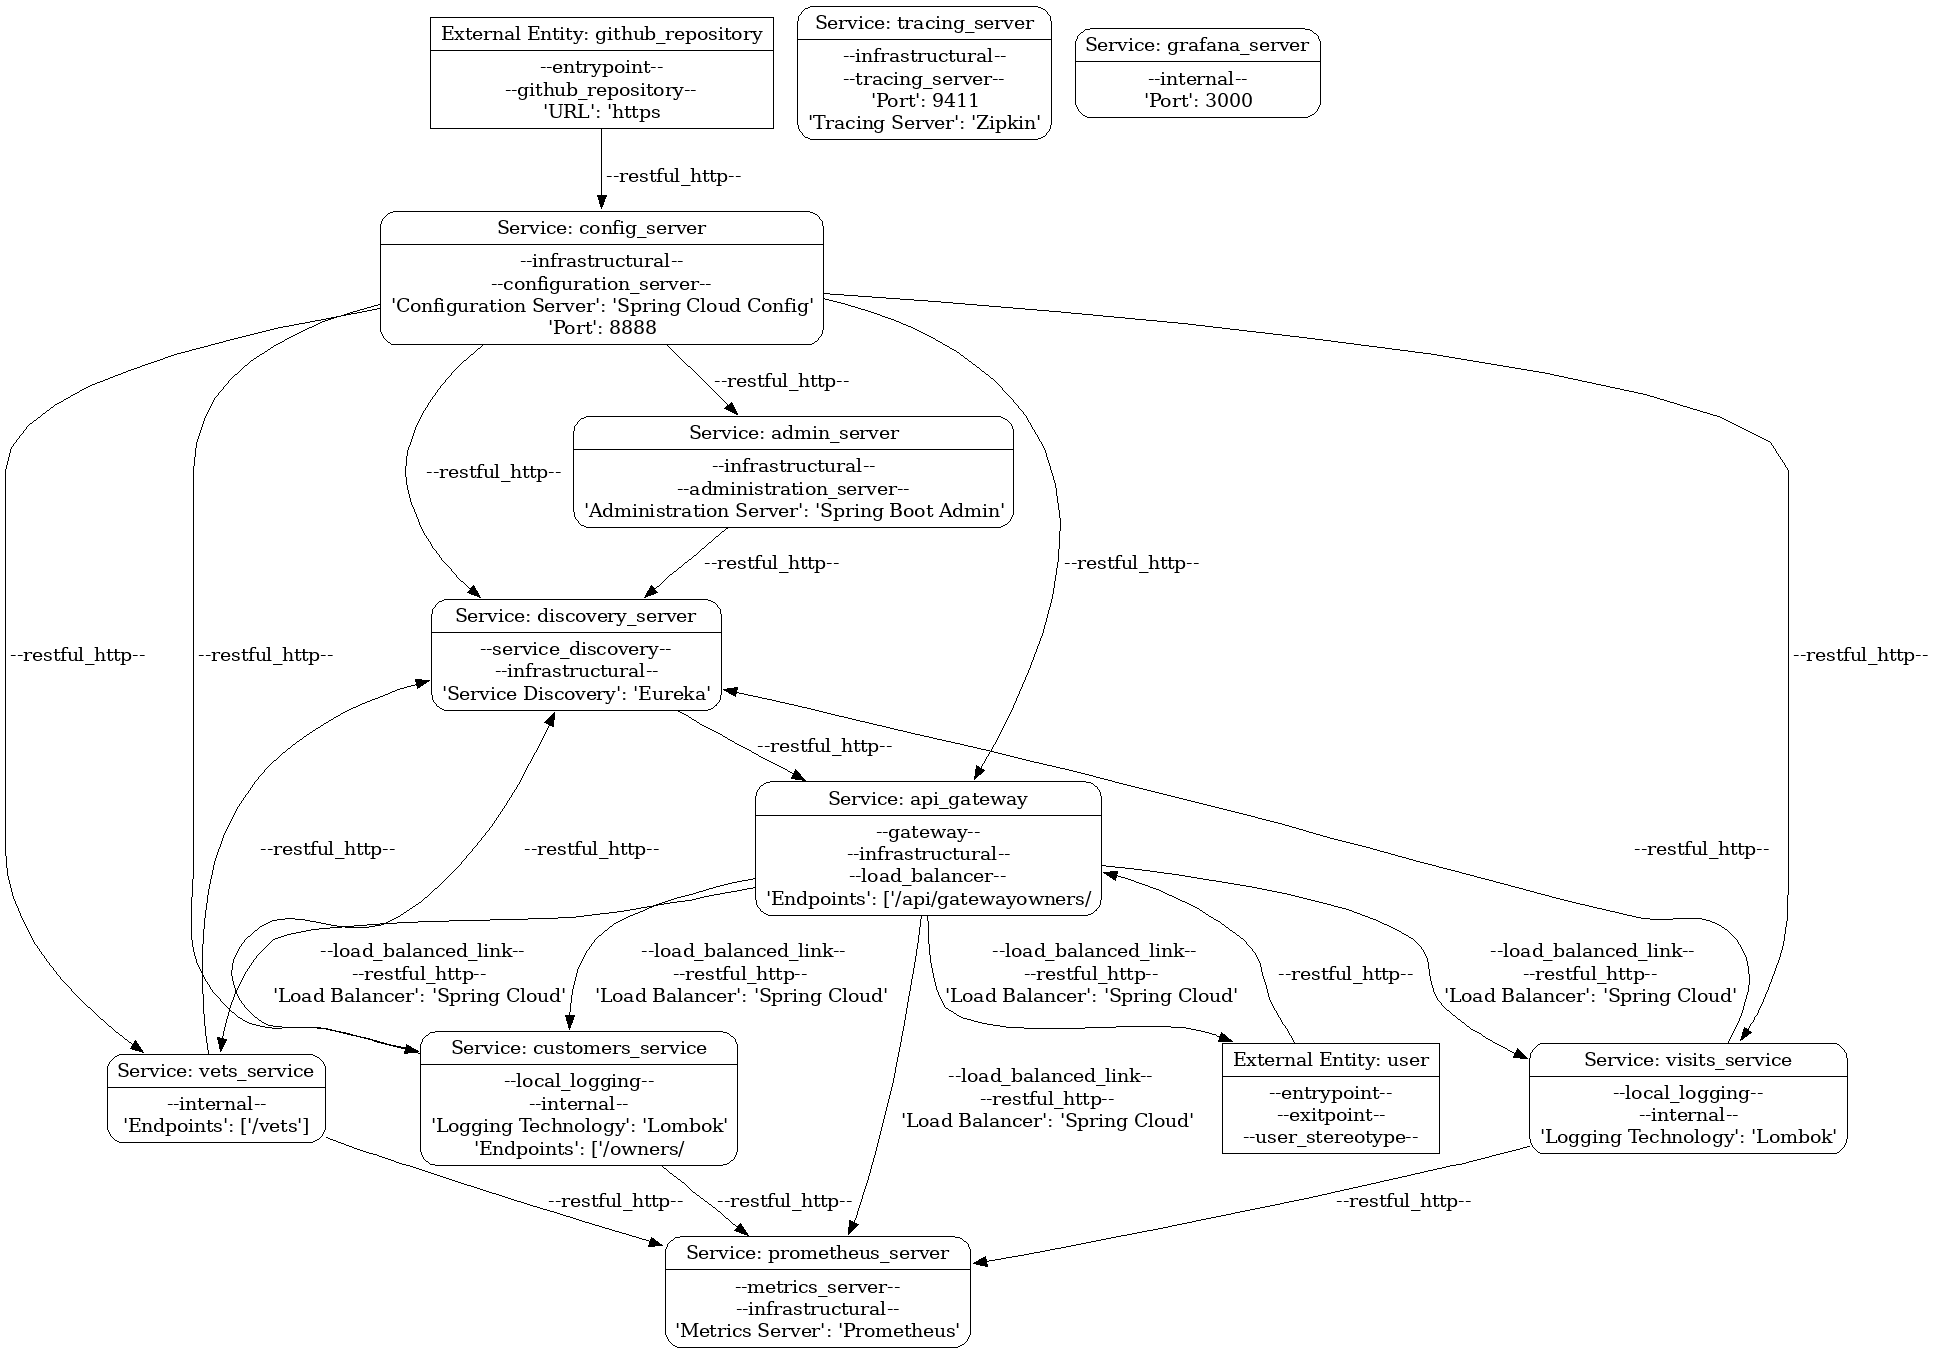 External Entity: github_repository
--entrypoint--
--github_repository--
'URL': 'https
Service: tracing_server
--infrastructural--
--tracing_server--
'Port': 9411
'Tracing Server': 'Zipkin'
Service: grafana_server
--internal--
'Port': 3000
--restful_http--
Service: config_server
--infrastructural--
--configuration_server--
'Configuration Server': 'Spring Cloud Config'
'Port': 8888
--restful_http--
Service: admin_server
--infrastructural--
--administration_server--
'Administration Server': 'Spring Boot Admin'
--restful_http--
--restful_http--
--restful_http--
Service: discovery_server
--service_discovery--
--infrastructural--
'Service Discovery': 'Eureka'
--restful_http--
--restful_http--
--restful_http--
--restful_http--
Service: api_gateway
--gateway--
--infrastructural--
--load_balancer--
'Endpoints': ['/api/gatewayowners/
--restful_http--
--restful_http--
--restful_http--
--load_balanced_link--
--restful_http--
'Load Balancer': 'Spring Cloud'
--load_balanced_link--
--restful_http--
'Load Balancer': 'Spring Cloud'
--load_balanced_link--
--restful_http--
'Load Balancer': 'Spring Cloud'
--restful_http--
--load_balanced_link--
--restful_http--
'Load Balancer': 'Spring Cloud'
Service: vets_service
--internal--
'Endpoints': ['/vets']
Service: customers_service
--local_logging--
--internal--
'Logging Technology': 'Lombok'
'Endpoints': ['/owners/
--load_balanced_link--
--restful_http--
'Load Balancer': 'Spring Cloud'
External Entity: user
--entrypoint--
--exitpoint--
--user_stereotype--
Service: visits_service
--local_logging--
--internal--
'Logging Technology': 'Lombok'
--restful_http--
--restful_http--
--restful_http--
Service: prometheus_server
--metrics_server--
--infrastructural--
'Metrics Server': 'Prometheus'